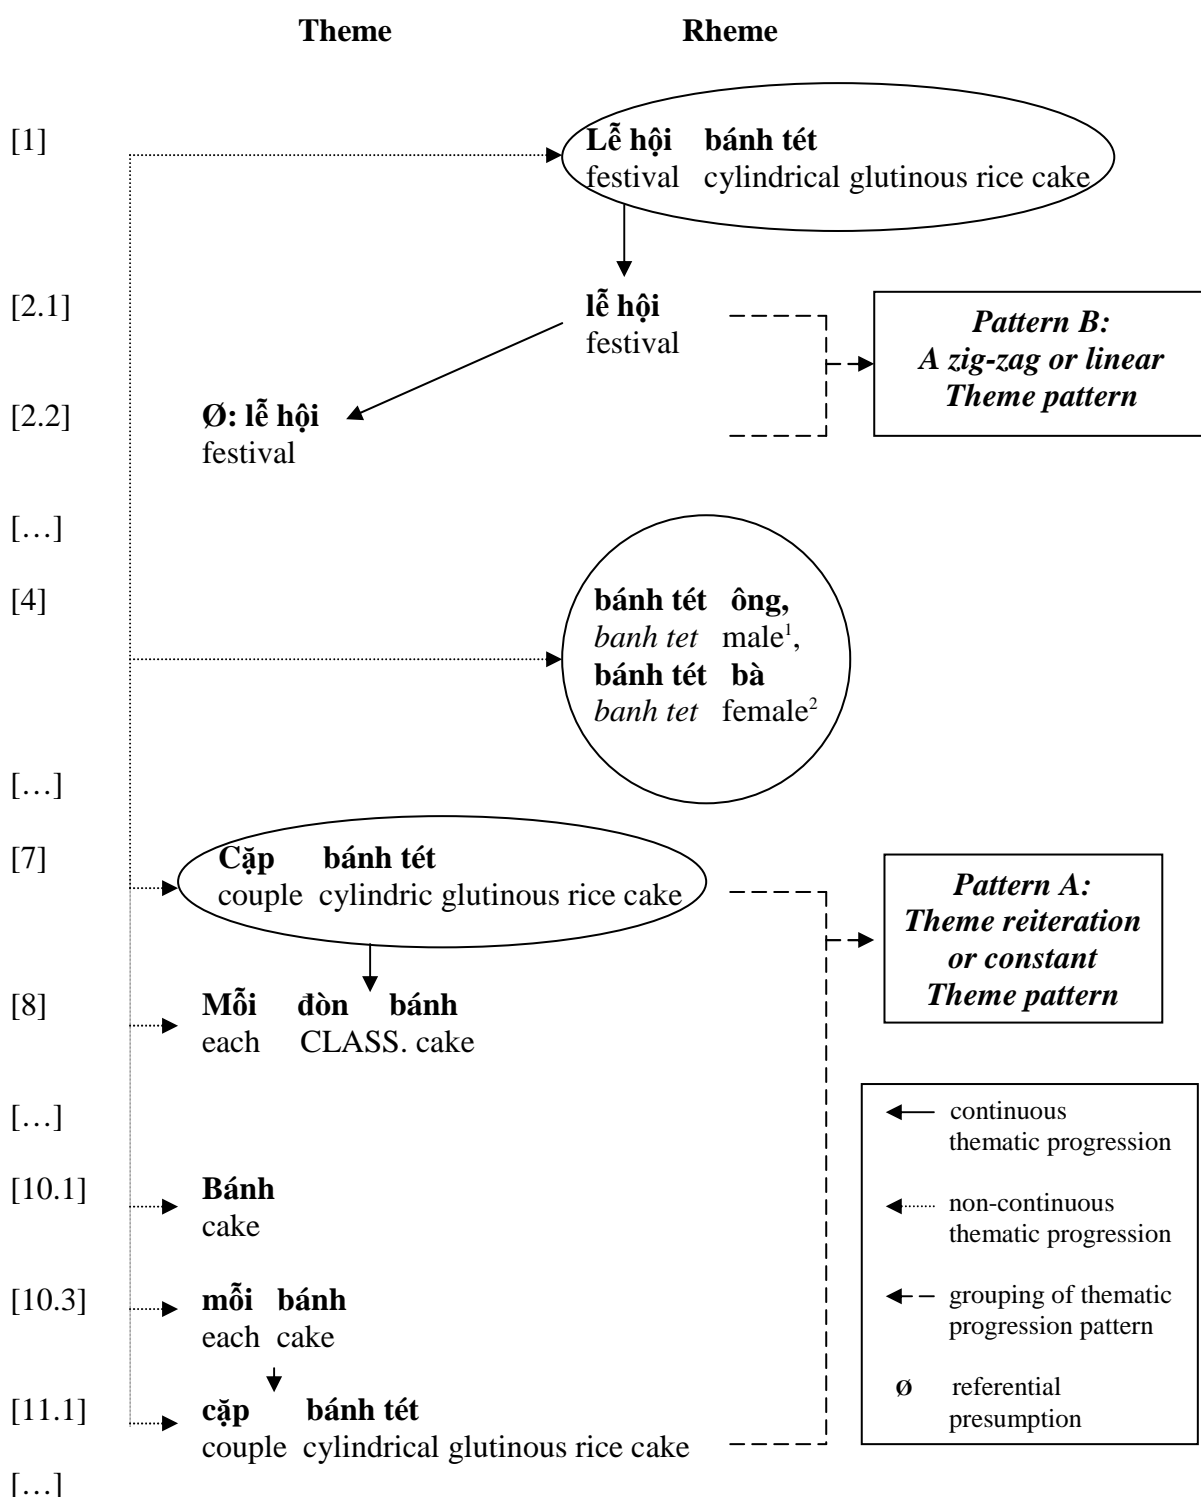 Theme Rheme
[1] Lễ hội bánh tét
festival cylindrical glutinous rice cake
[2.1] lễ hội
festival
Pattern B:
A zig-zag or linear
Theme pattern
[2.2] Ø: lễ hội
festival
[…]
[4] bánh tét ông,
banh tet male¹,
bánh tét bà
banh tet female²
[…]
[7] Cặp bánh tét
couple cylindric glutinous rice cake
Pattern A:
Theme reiteration
or constant
Theme pattern
[8] Mỗi đòn bánh
each CLASS. cake
[…]
[10.1] Bánh
cake
[10.3] mỗi bánh
each cake
[11.1] cặp bánh tét
couple cylindrical glutinous rice cake
[…]
continuous
thematic progression
non-continuous
thematic progression
grouping of thematic
progression pattern
Ø referential
presumption